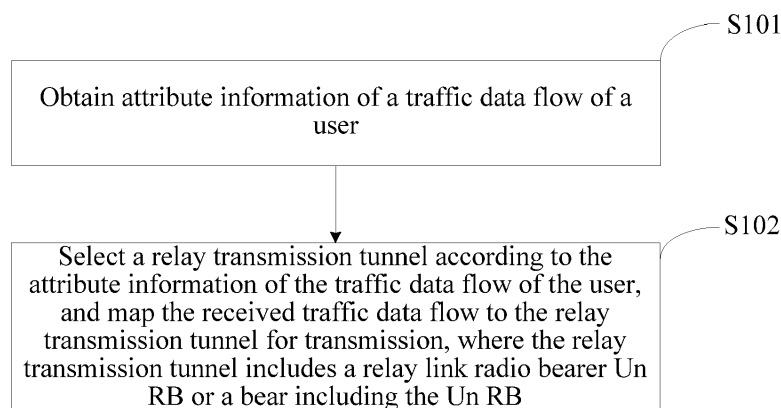 S101
Obtain attribute information of a traffic data flow of a
user
S102
Select a relay transmission tunnel according to the
attribute information of the traffic data flow of the user,
and map the received traffic data flow to the relay
transmission tunnel for transmission, where the relay
transmission tunnel includes a relay link radio bearer Un
RB or a bear including the Un RB